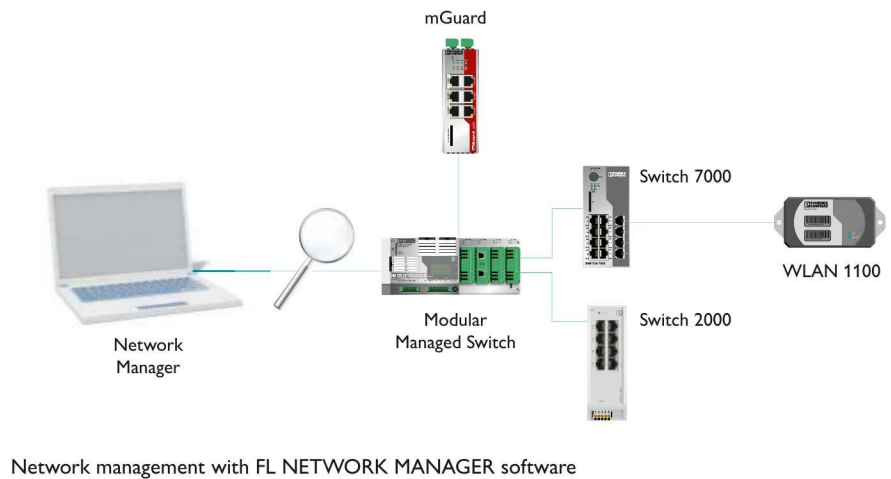 mGuard
Switch 7000
WLAN 1100
Switch 2000
Modular
Managed Switch
Network
Manager
Network management with FL NETWORK MANAGER software